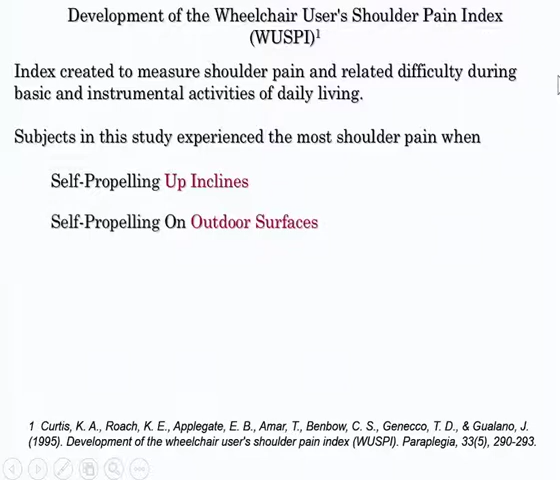 Development of the Wheelchair User's Shoulder Pain Index
(WUSPI)¹
Index created to measure shoulder pain and related difficulty during
basic and instrumental activities of daily living.
Subjects in this study experienced the most shoulder pain when
Self-Propelling Up Inclines
Self-Propelling On Outdoor Surfaces
1 Curtis, K. A., Roach, K. E., Applegate, E. B., Amar, T., Benbow, C. S., Genecco, T. D., & Gualano, J.
(1995). Development of the wheelchair user's shoulder pain index (WUSPI). Paraplegia, 33(5), 290-293.